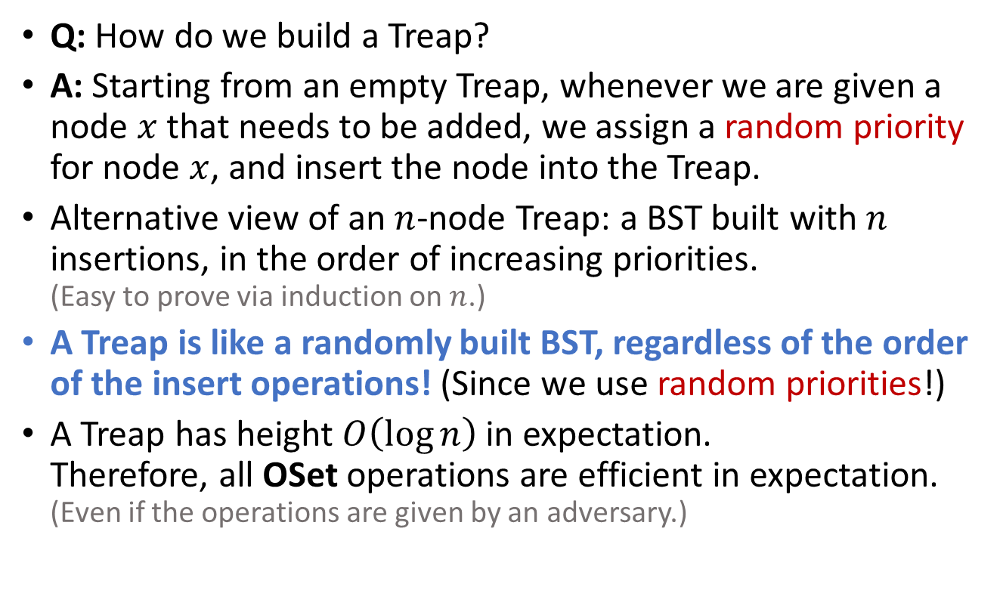 • Q: How do we build a Treap?
• A: Starting from an empty Treap, whenever we are given a
node 𝑥 that needs to be added, we assign a random priority
for node 𝑥, and insert the node into the Treap.
• Alternative view of an 𝑛-node Treap: a BST built with 𝑛
insertions, in the order of increasing priorities.
(Easy to prove via induction on 𝑛.)
• A Treap is like a randomly built BST, regardless of the order
of the insert operations! (Since we use random priorities!)
• A Treap has height 𝑂(log 𝑛) in expectation.
Therefore, all OSet operations are efficient in expectation.
(Even if the operations are given by an adversary.)